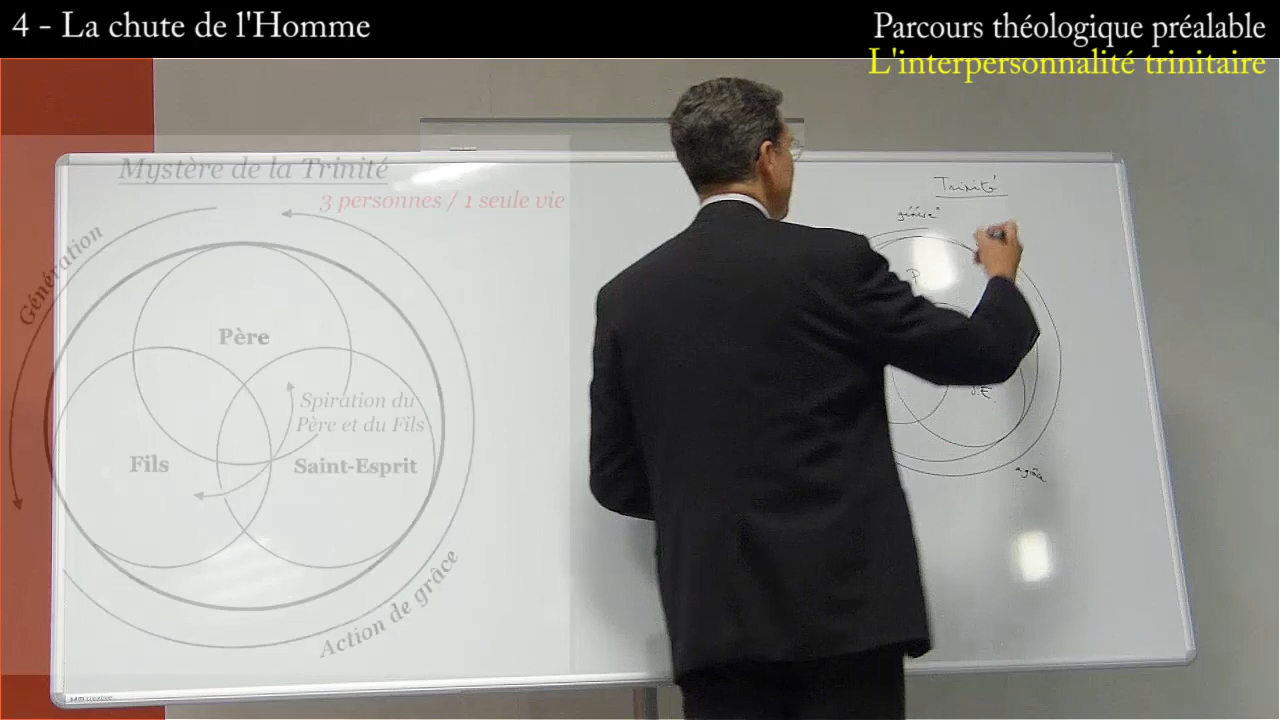 4 - La chute de l'Homme
Parcours théologique préalable
L'interpersonnalité trinitaire
Mystère de la Trinité
3 personnes / 1 seule vie
Génération
Père
Spiration du
Père et du Fils
Fils
Saint-Esprit
Action de grâce
Trinité
P